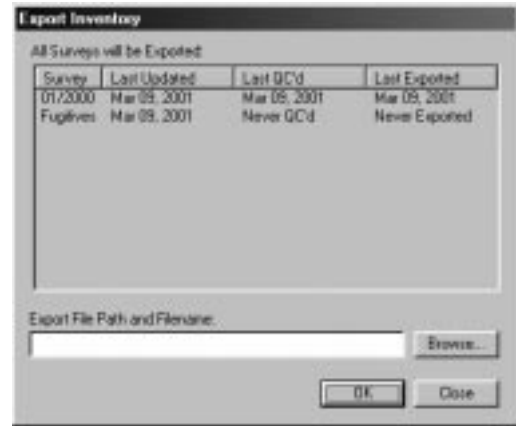 Export Inventory
All Surveys will be Exported:
Survey Last Updated Last QC'd Last Exported
01/2000 Mar 09, 2001 Mar 09, 2001 Mar 09, 2001
Fugitives Mar 09, 2001 Never QC'd Never Exported
Export File Path and Filename:
Browse...
OK Close